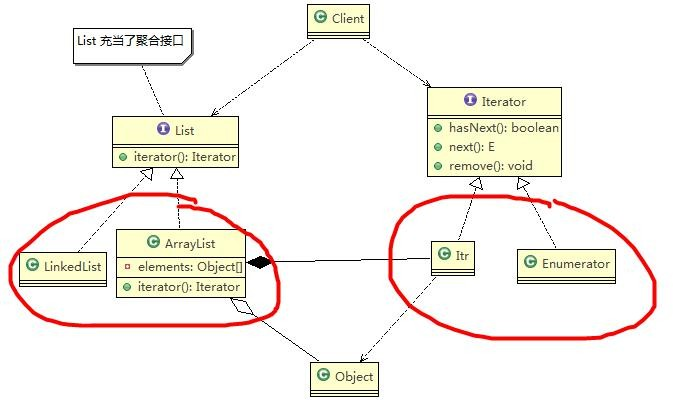 Client
List 充当了聚合接口
Iterator
hasNext(): boolean
next(): E
remove(): void
List
iterator(): Iterator
LinkedList
ArrayList
elements: Object[]
iterator(): Iterator
Itr
Enumerator
Object